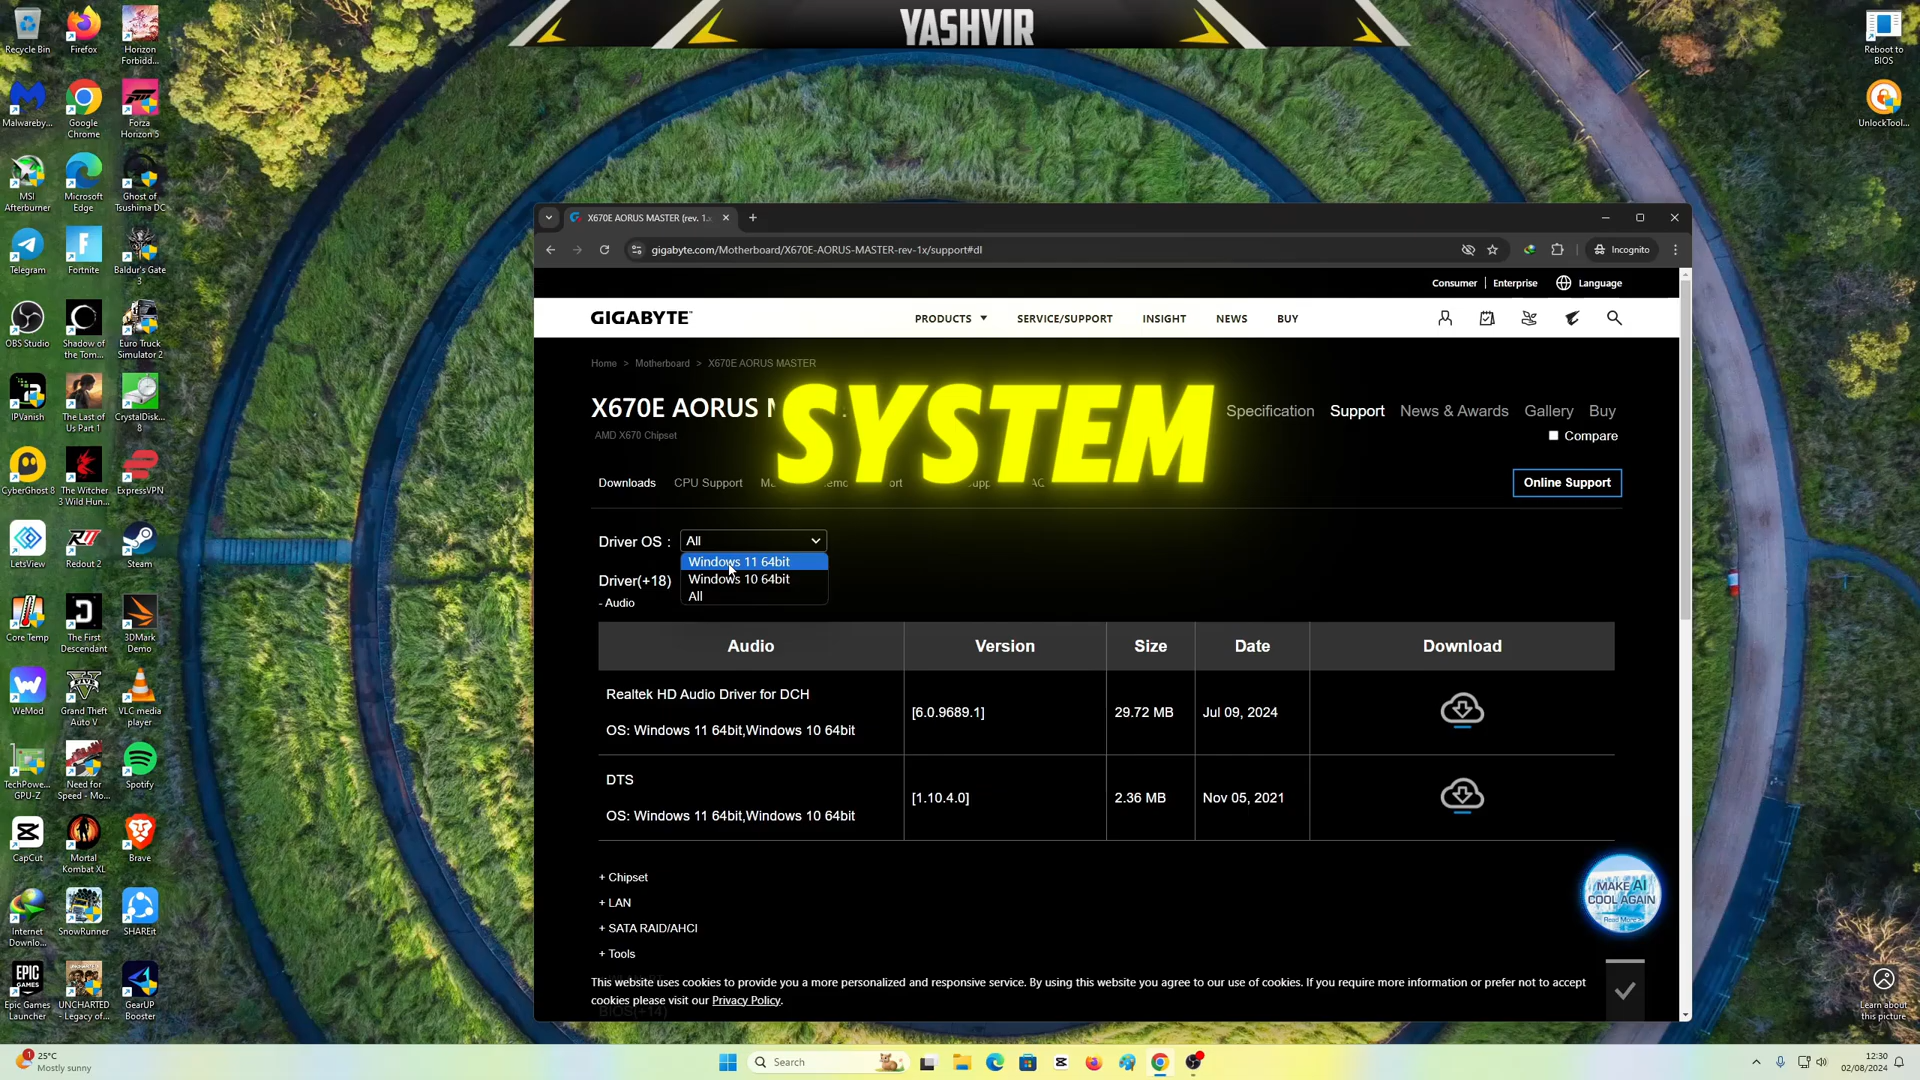 YASHVIR
Recycle Bin
Firefox
Horizon Forbidd...
Malwareby...
Google Chrome
Forza Horizon 5
MSI Afterburner
Microsoft Edge
Ghost of Tsushima DC
Telegram
Fortnite
Baldur's Gate 3
OBS Studio
Shadow of the Tom...
Euro Truck Simulator 2
IPVanish
The Last of Us Part 1
CrystalDisk... 8
CyberGhost 8
The Witcher 3 Wild Hun...
ExpressVPN
LetsView
Redout 2
Steam
Core Temp
The First Descendant
3DMark Demo
WeMod
Grand Theft Auto V
VLC media player
TechPowe... GPU-Z
Need for Speed - Mo...
Spotify
CapCut
Mortal Kombat XL
Brave
Internet Downlo...
SnowRunner
SHAREit
Epic Games Launcher
UNCHARTED - Legacy of...
GearUP Booster
Reboot to BIOS
UnlockTool...
Learn about this picture
X670E AORUS MASTER (rev. 1.
gigabyte.com/Motherboard/X670E-AORUS-MASTER-rev-1x/support#dl
Incognito
Consumer | Enterprise Language
GIGABYTE™
PRODUCTS SERVICE/SUPPORT INSIGHT NEWS BUY
Home > Motherboard > X670E AORUS MASTER
X670E AORUS
SYSTEM
Specification Support News & Awards Gallery Buy
AMD X670 Chipset
Compare
Downloads CPU Support
Online Support
Driver OS : All
Windows 11 64bit
Windows 10 64bit
All
Driver(+18)
- Audio
Audio Version Size Date Download
Realtek HD Audio Driver for DCH
OS: Windows 11 64bit,Windows 10 64bit
[6.0.9689.1] 29.72 MB Jul 09, 2024
DTS
OS: Windows 11 64bit,Windows 10 64bit
[1.10.4.0] 2.36 MB Nov 05, 2021
+ Chipset
+ LAN
+ SATA RAID/AHCI
+ Tools
MAKE AI COOL AGAIN
Read More
This website uses cookies to provide you a more personalized and responsive service. By using this website you agree to our use of cookies. If you require more information or prefer not to accept
cookies please visit our Privacy Policy.
BIOS(+14)
1
25°C
Mostly sunny
Search
12:30
02/08/2024